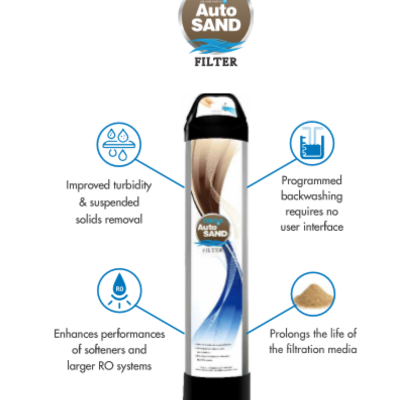 Auto
SAND
FILTER
Improved turbidity
& suspended
solids removal
Programmed
backwashing
requires no
user interface
Auto
SAND
FILTER
RO
Enhances performances
of softeners and
larger RO systems
Prolongs the life of
the filtration media